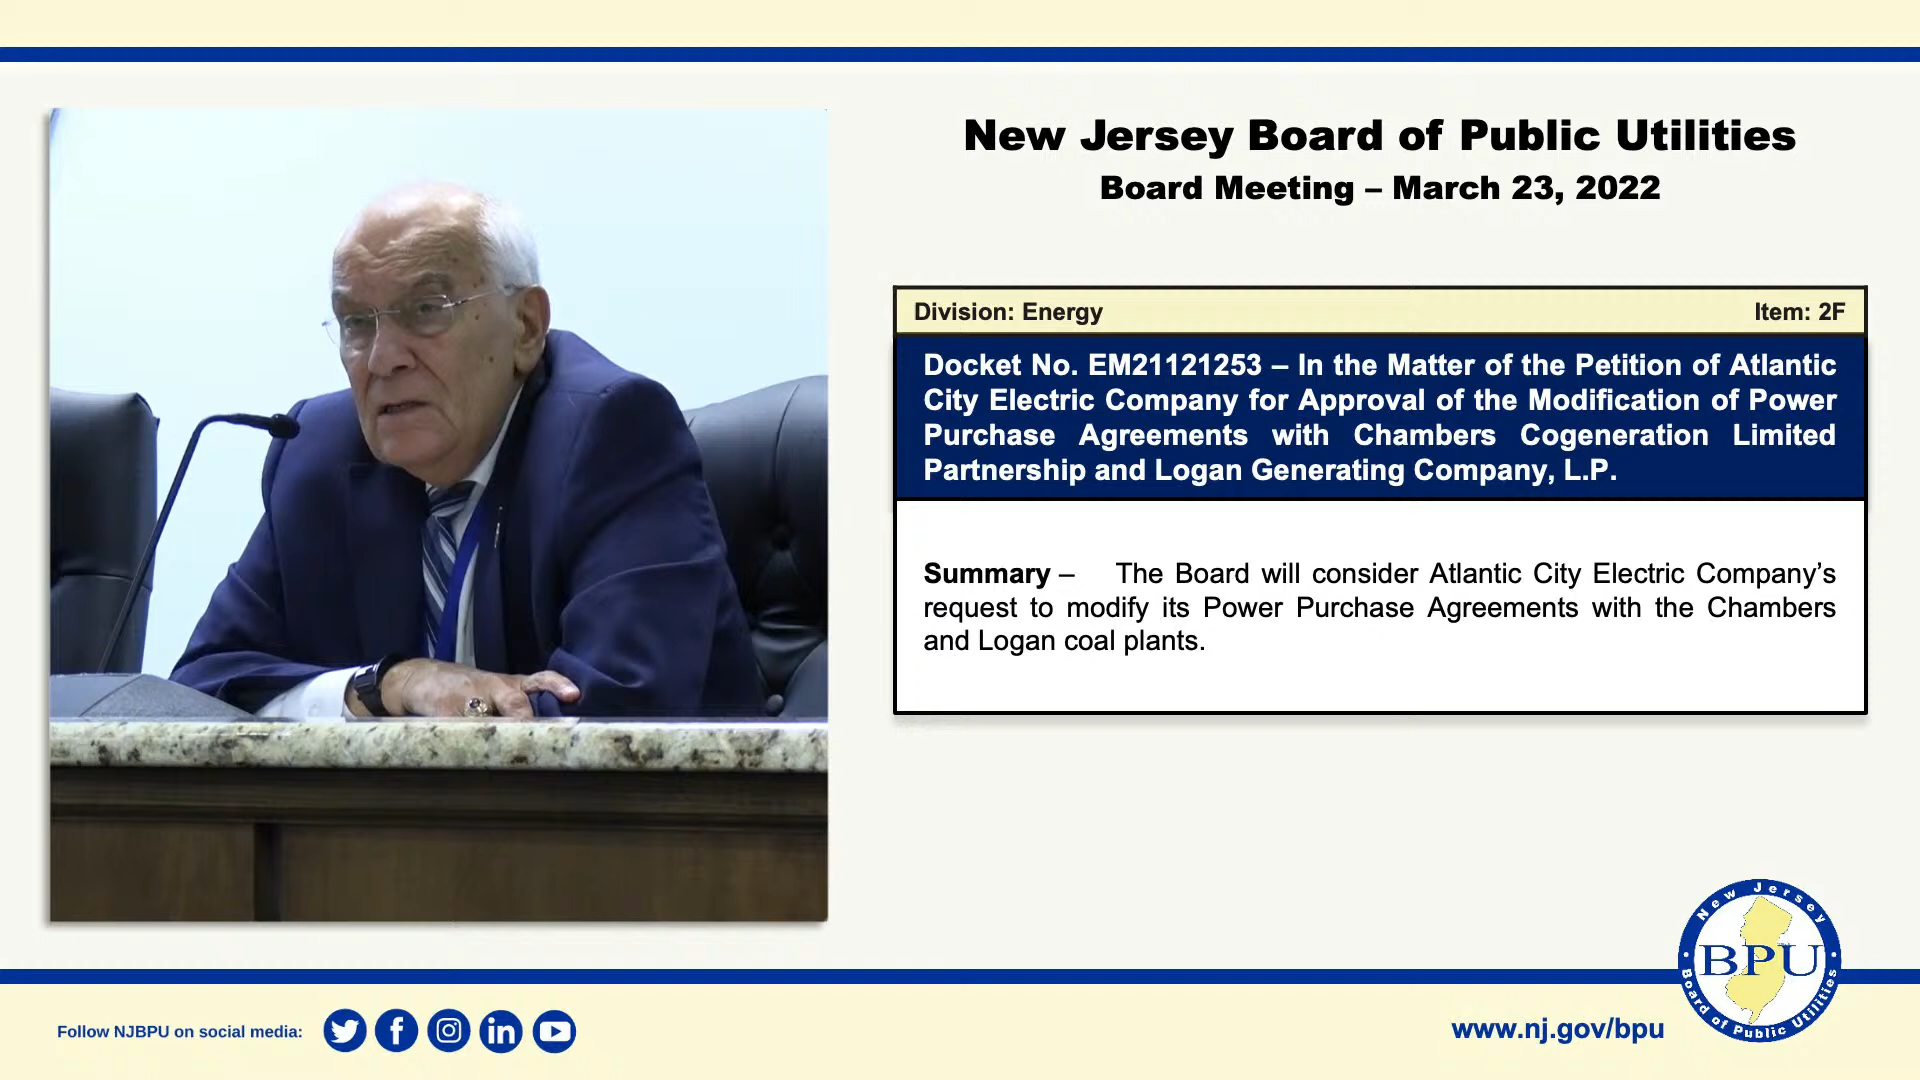 New Jersey Board of Public Utilities
Board Meeting – March 23, 2022
Division: Energy
Item: 2F
Docket No. EM21121253 – In the Matter of the Petition of Atlantic
City Electric Company for Approval of the Modification of Power
Purchase Agreements with Chambers Cogeneration Limited
Partnership and Logan Generating Company, L.P.
Summary – The Board will consider Atlantic City Electric Company’s
request to modify its Power Purchase Agreements with the Chambers
and Logan coal plants.
New Jersey
BPU
Board of Public Utilities
Follow NJBPU on social media:
www.nj.gov/bpu